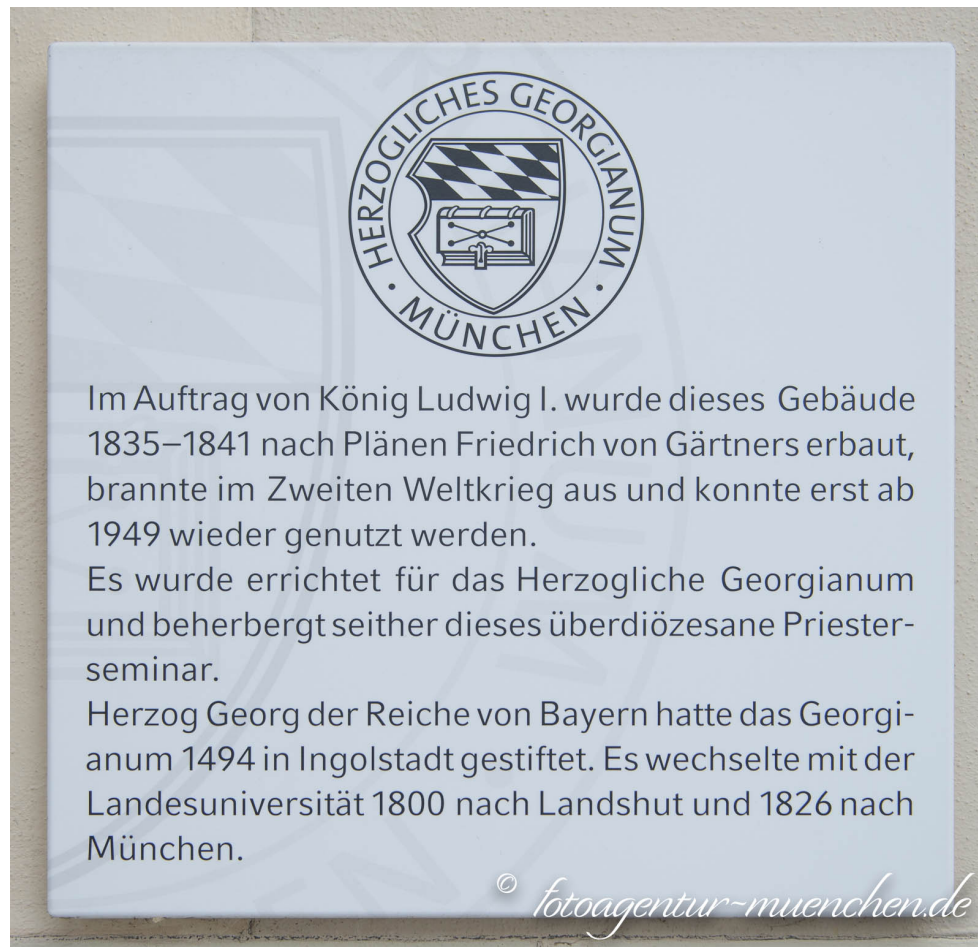 HERZOGLICHES GEORGIANUM
· MÜNCHEN ·
Im Auftrag von König Ludwig I. wurde dieses Gebäude
1835–1841 nach Plänen Friedrich von Gärtners erbaut,
brannte im Zweiten Weltkrieg aus und konnte erst ab
1949 wieder genutzt werden.
Es wurde errichtet für das Herzogliche Georgianum
und beherbergt seither dieses überdiözesane Priester-
seminar.
Herzog Georg der Reiche von Bayern hatte das Georgi-
anum 1494 in Ingolstadt gestiftet. Es wechselte mit der
Landesuniversität 1800 nach Landshut und 1826 nach
München.
© fotoagentur-muenchen.de